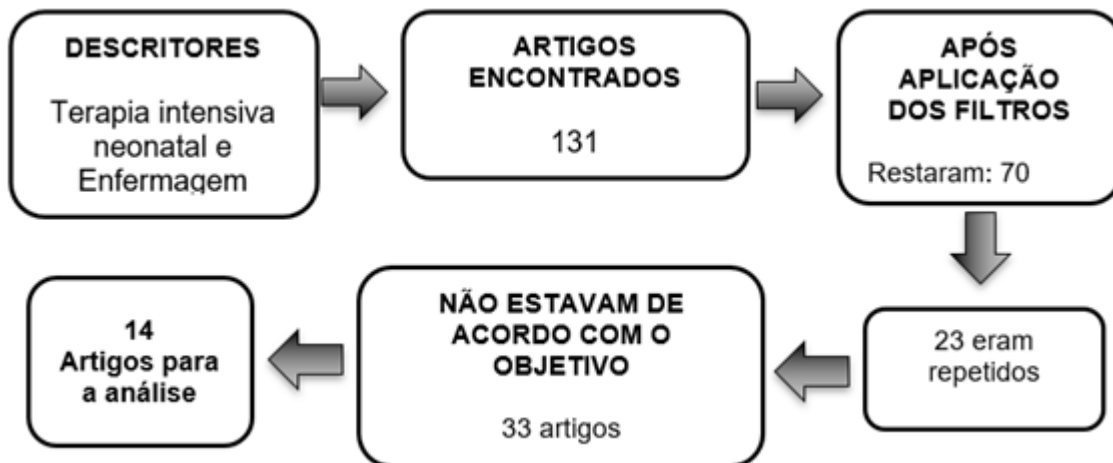 DESCRITORES
Terapia intensiva
neonatal e
Enfermagem
ARTIGOS
ENCONTRADOS
131
APÓS
APLICAÇÃO
DOS FILTROS
Restaram: 70
23 eram
repetidos
NÃO ESTAVAM DE
ACORDO COM O
OBJETIVO
33 artigos
14
Artigos para
a análise